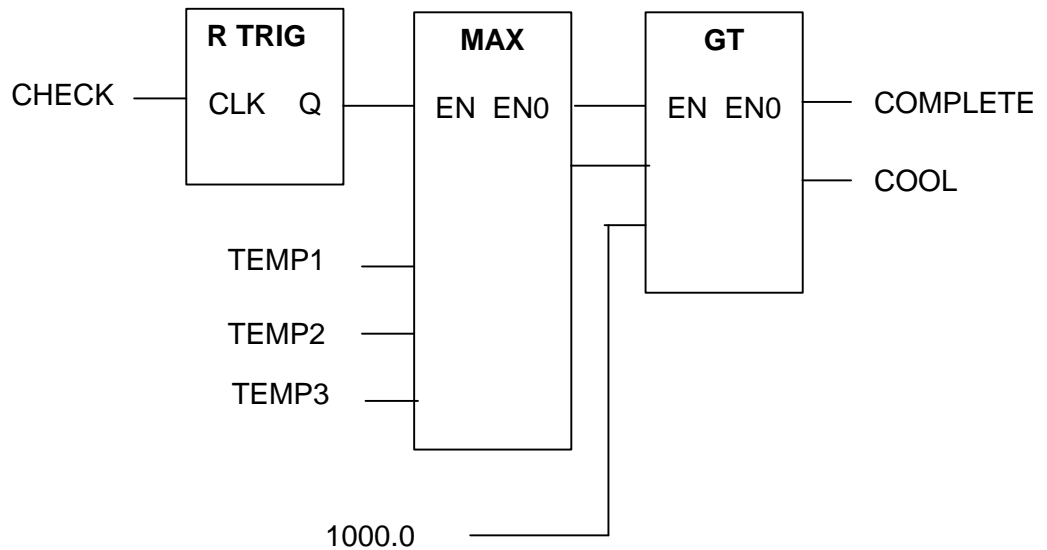 R TRIG
MAX
GT
CHECK
CLK Q
EN EN0
EN EN0
COMPLETE
COOL
TEMP1
TEMP2
TEMP3
1000.0